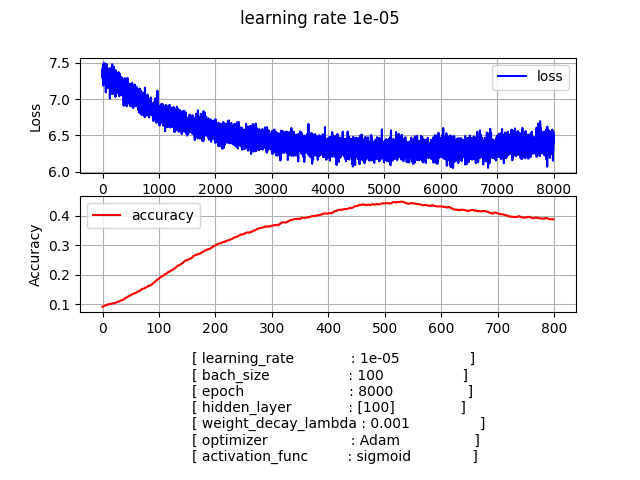 learning rate 1e-05
7.5
7.0
6.5
6.0
Loss
loss
0 1000 2000 3000 4000 5000 6000 7000 8000
0.4
0.3
0.2
0.1
Accuracy
accuracy
0 100 200 300 400 500 600 700 800
[ learning_rate : 1e-05 ]
[ bach_size : 100 ]
[ epoch : 8000 ]
[ hidden_layer : [100] ]
[ weight_decay_lambda : 0.001 ]
[ optimizer : Adam ]
[ activation_func : sigmoid ]